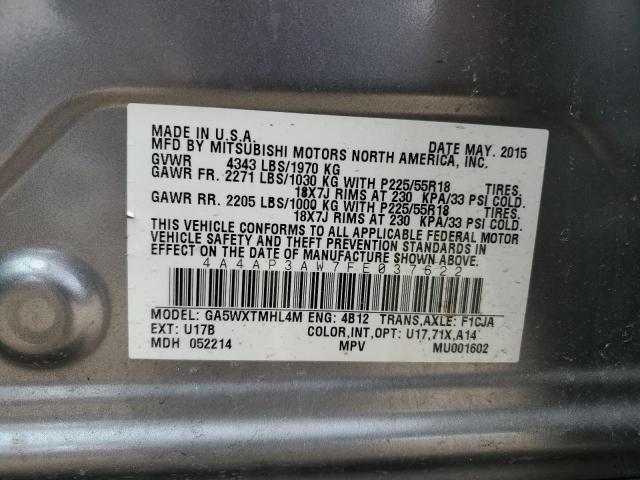 MADE IN U.S.A. DATE MAY. 2015
MFD BY MITSUBISHI MOTORS NORTH AMERICA, INC.
GVWR 4343 LBS/1970 KG
GAWR FR. 2271 LBS/1030 KG WITH P225/55R18 TIRES,
18X7J RIMS AT 230 KPA/33 PSI COLD.
GAWR RR. 2205 LBS/1000 KG WITH P225/55R18 TIRES,
18X7J RIMS AT 230 KPA/33 PSI COLD.
THIS VEHICLE CONFORMS TO ALL APPLICABLE FEDERAL MOTOR
VEHICLE SAFETY AND THEFT PREVENTION STANDARDS IN
EFFECT ON THE DATE OF MANUFACTURE SHOWN ABOVE.
4A4AP3AW7FE037622
MODEL: GA5WXTMHL4M ENG: 4B12 TRANS,AXLE: F1CJA
EXT: U17B COLOR,INT,OPT: U17,71X,A14
MDH 052214 MPV MU001602